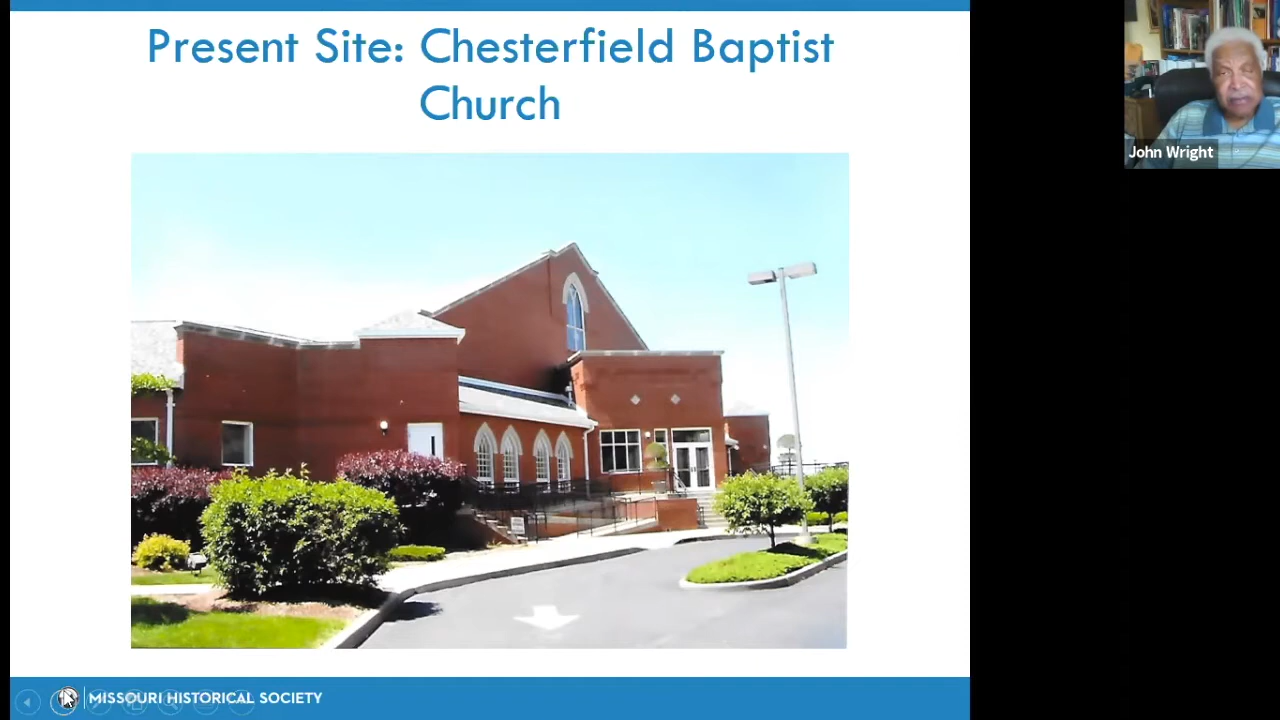 Present Site: Chesterfield Baptist
Church
John Wright
MISSOURI HISTORICAL SOCIETY